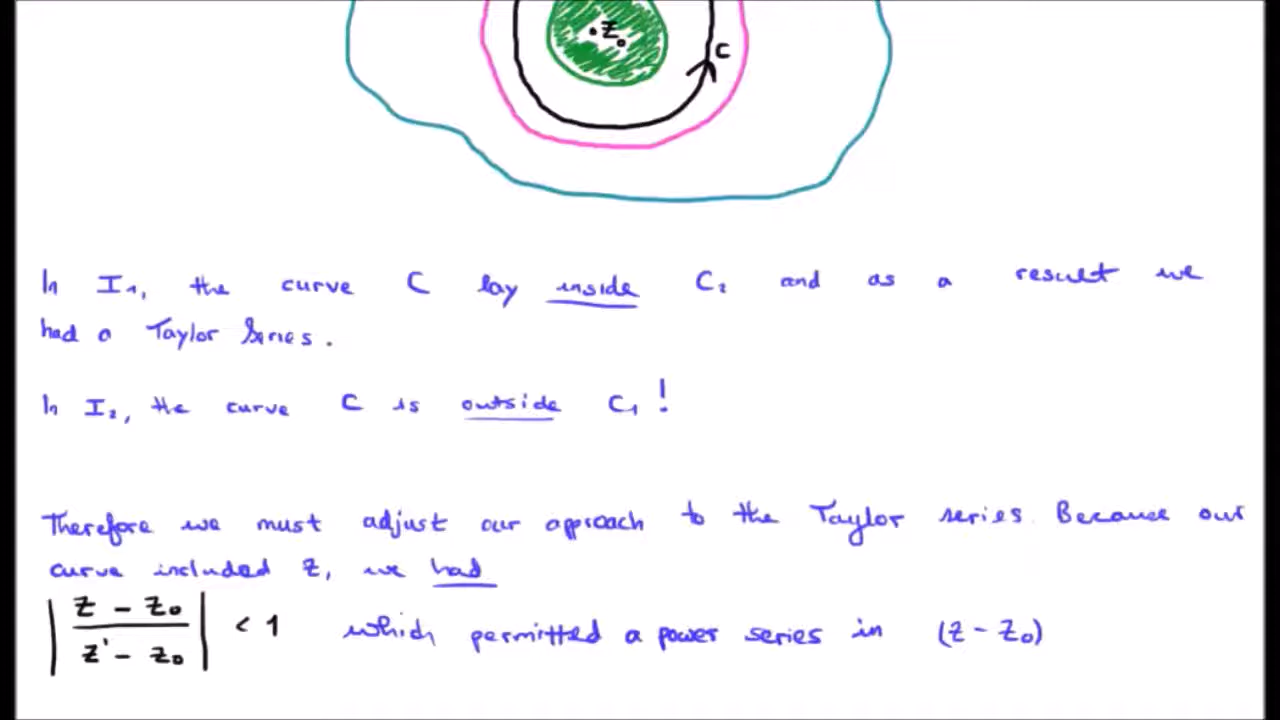 . Z₀
C
In I₁, the curve C lay inside C₂ and as a result we
had a Taylor Series.
In I₂, the curve C is outside C₁!
Therefore we must adjust our aproach to the Taylor series. Because our
curve included z, we had
|(z - z₀)/(z' - z₀)| < 1 which permitted a power series in (z - z₀)